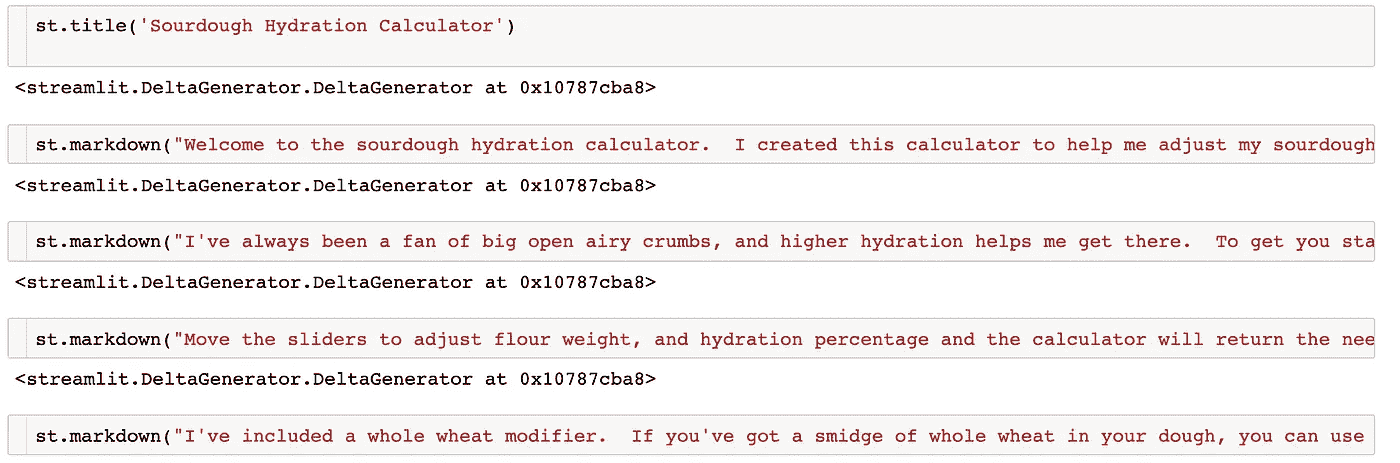 st.title('Sourdough Hydration Calculator')
<streamlit.DeltaGenerator.DeltaGenerator at 0x10787cba8>
st.markdown("Welcome to the sourdough hydration calculator.  I created this calculator to help me adjust my sourdough
<streamlit.DeltaGenerator.DeltaGenerator at 0x10787cba8>
st.markdown("I've always been a fan of big open airy crumbs, and higher hydration helps me get there.  To get you sta
<streamlit.DeltaGenerator.DeltaGenerator at 0x10787cba8>
st.markdown("Move the sliders to adjust flour weight, and hydration percentage and the calculator will return the nee
<streamlit.DeltaGenerator.DeltaGenerator at 0x10787cba8>
st.markdown("I've included a whole wheat modifier.  If you've got a smidge of whole wheat in your dough, you can use